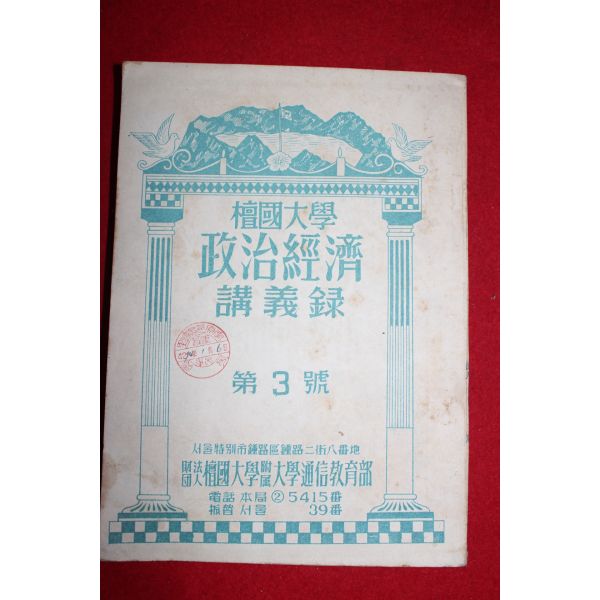 檀國大學
政治經濟
講義録
第3號
서울特別市鍾路區鍾路二街八番地
財團法人 檀國大學附属大學通信教育部
電話 本局 ② 5415番
振替 서울 39番